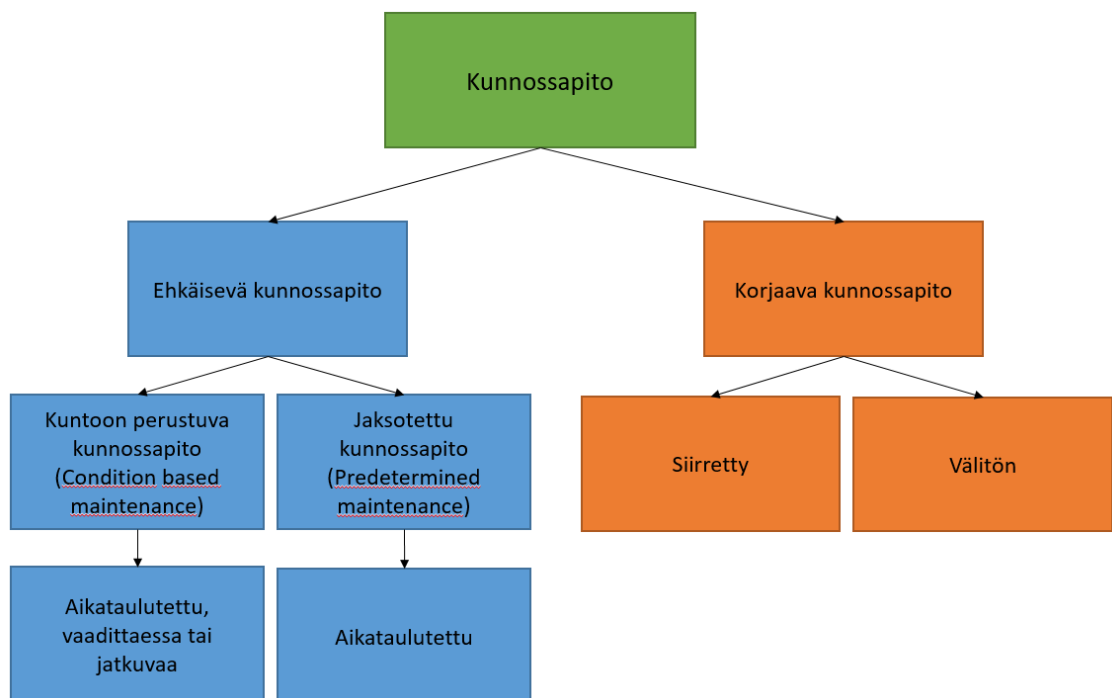 Kunnossapito
Ehkäisevä kunnossapito
Korjaava kunnossapito
Kuntoon perustuva
kunnossapito
(Condition based
maintenance)
Jaksotettu
kunnossapito
(Predetermined
maintenance)
Siirretty
Välitön
Aikataulutettu,
vaadittaessa tai
jatkuvaa
Aikataulutettu